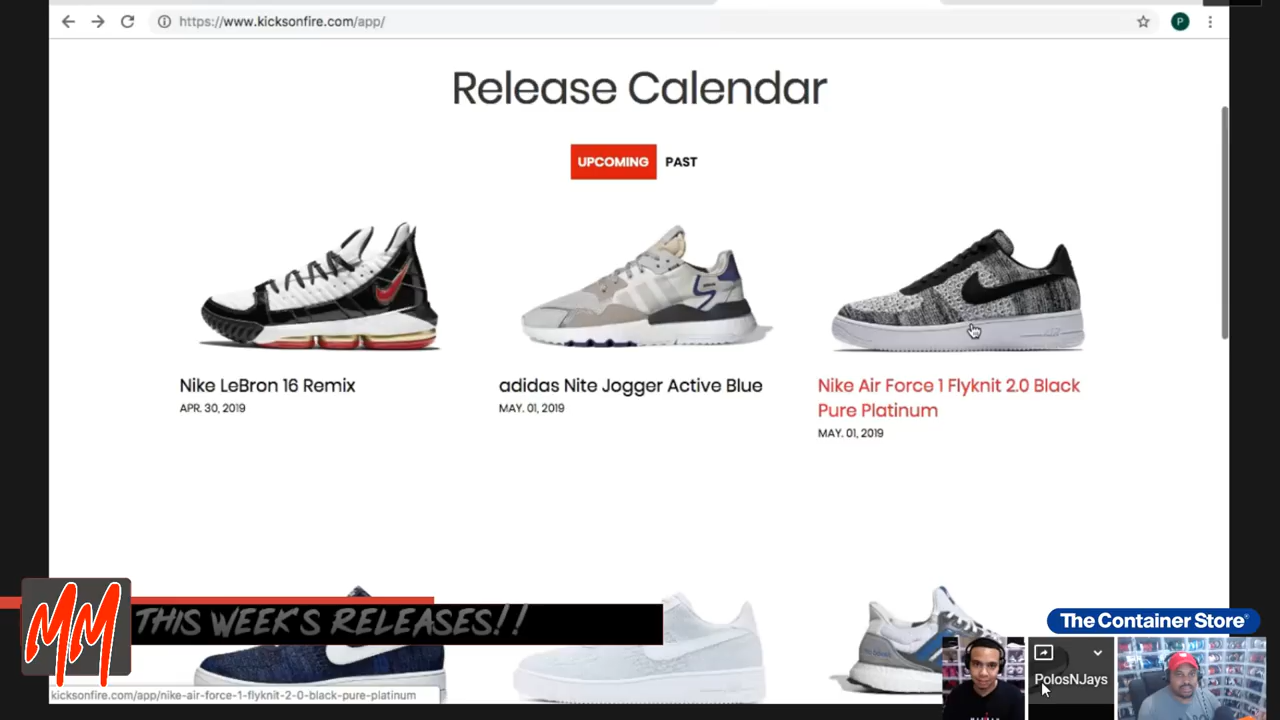 https://www.kicksonfire.com/app/
P
Release Calendar
UPCOMING PAST
Nike LeBron 16 Remix
APR. 30, 2019
adidas Nite Jogger Active Blue
MAY. 01, 2019
Nike Air Force 1 Flyknit 2.0 Black
Pure Platinum
MAY. 01, 2019
MM
THIS WEEK'S RELEASES!!
The Container Store
PolosNJays
kicksonfire.com/app/nike-air-force-1-flyknit-2-0-black-pure-platinum